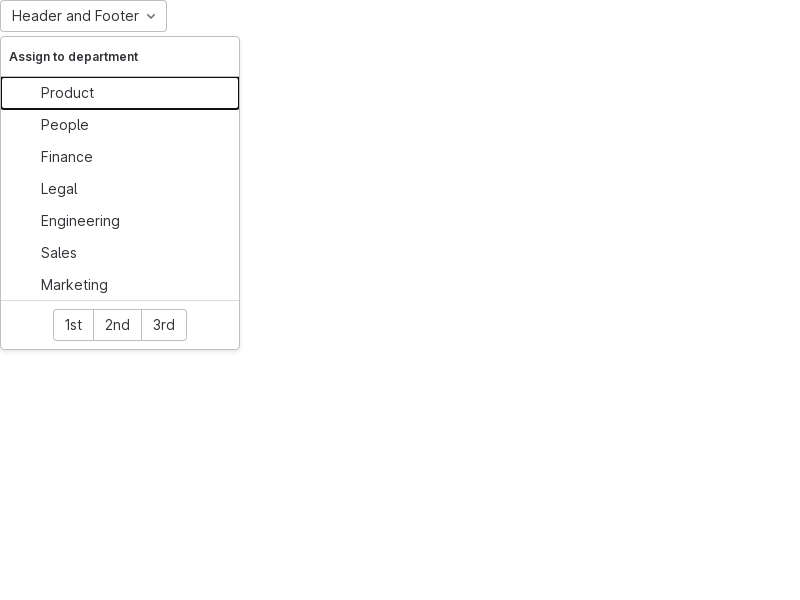 Header and Footer
Assign to department
Product
People
Finance
Legal
Engineering
Sales
Marketing
1st 2nd 3rd